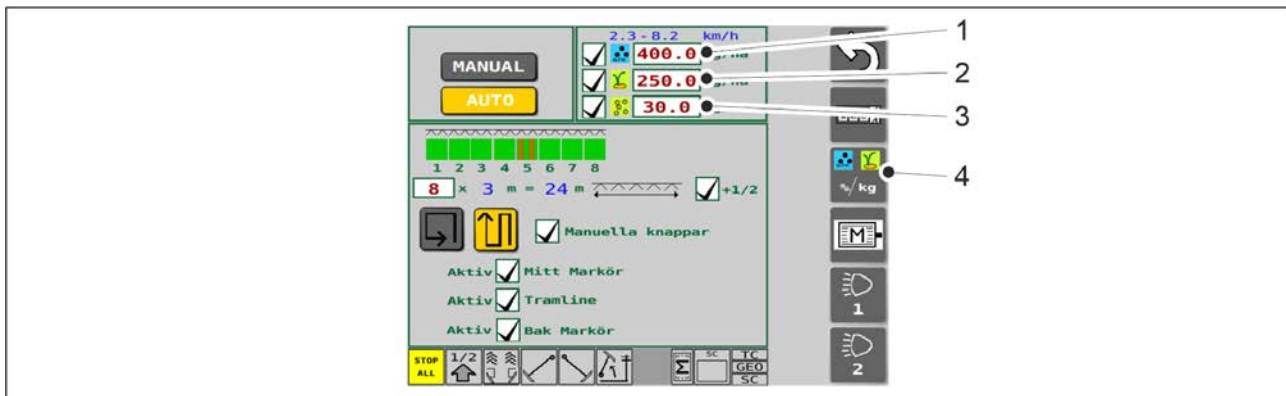 2.3-8.2 km/h
1
400.0
MANUAL
2
250.0
AUTO
3
30.0
1 2 3 4 5 6 7 8
4
%/kg
8 x 3 m = 24 m
+1/2
Manuella knappar
M
Aktiv Mitt Markör
Aktiv Tramline
1
Aktiv Bak Markör
STOP ALL
1/2
Σ
SC
TC
GEO
SC
2